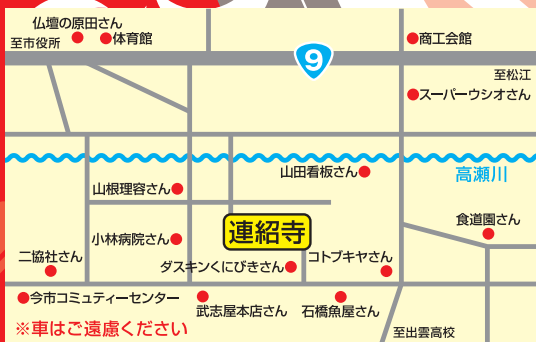 仏壇の原田さん
至市役所
体育館
商工会館
9
至松江
スーパーウシオさん
山田看板さん
高瀬川
山根理容さん
食道園さん
連紹寺
小林病院さん
二協社さん
ダスキンくにびきさん
コトブキヤさん
今市コミュティーセンター
武志屋本店さん
石橋魚屋さん
※車はご遠慮ください
至出雲高校